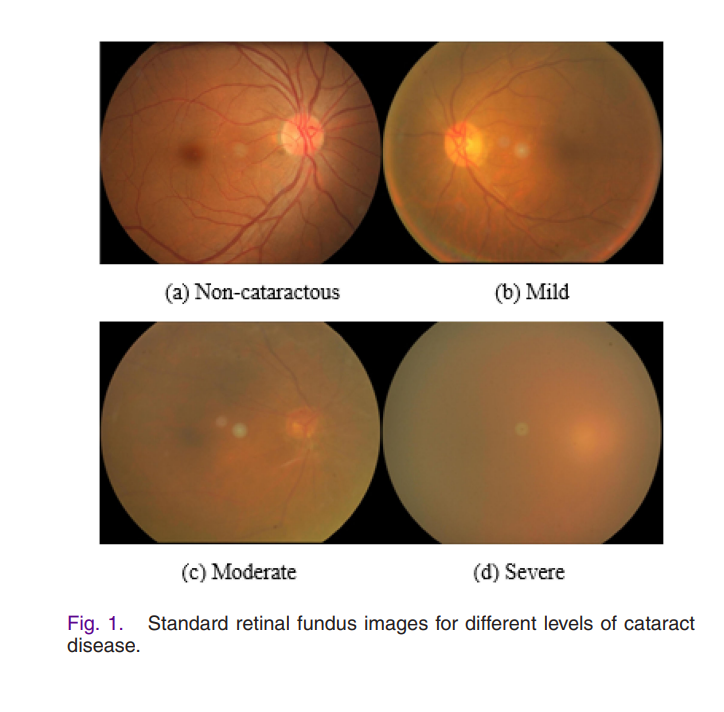 (a) Non-cataractous
(b) Mild
(c) Moderate
(d) Severe
Fig. 1. Standard retinal fundus images for different levels of cataract
disease.